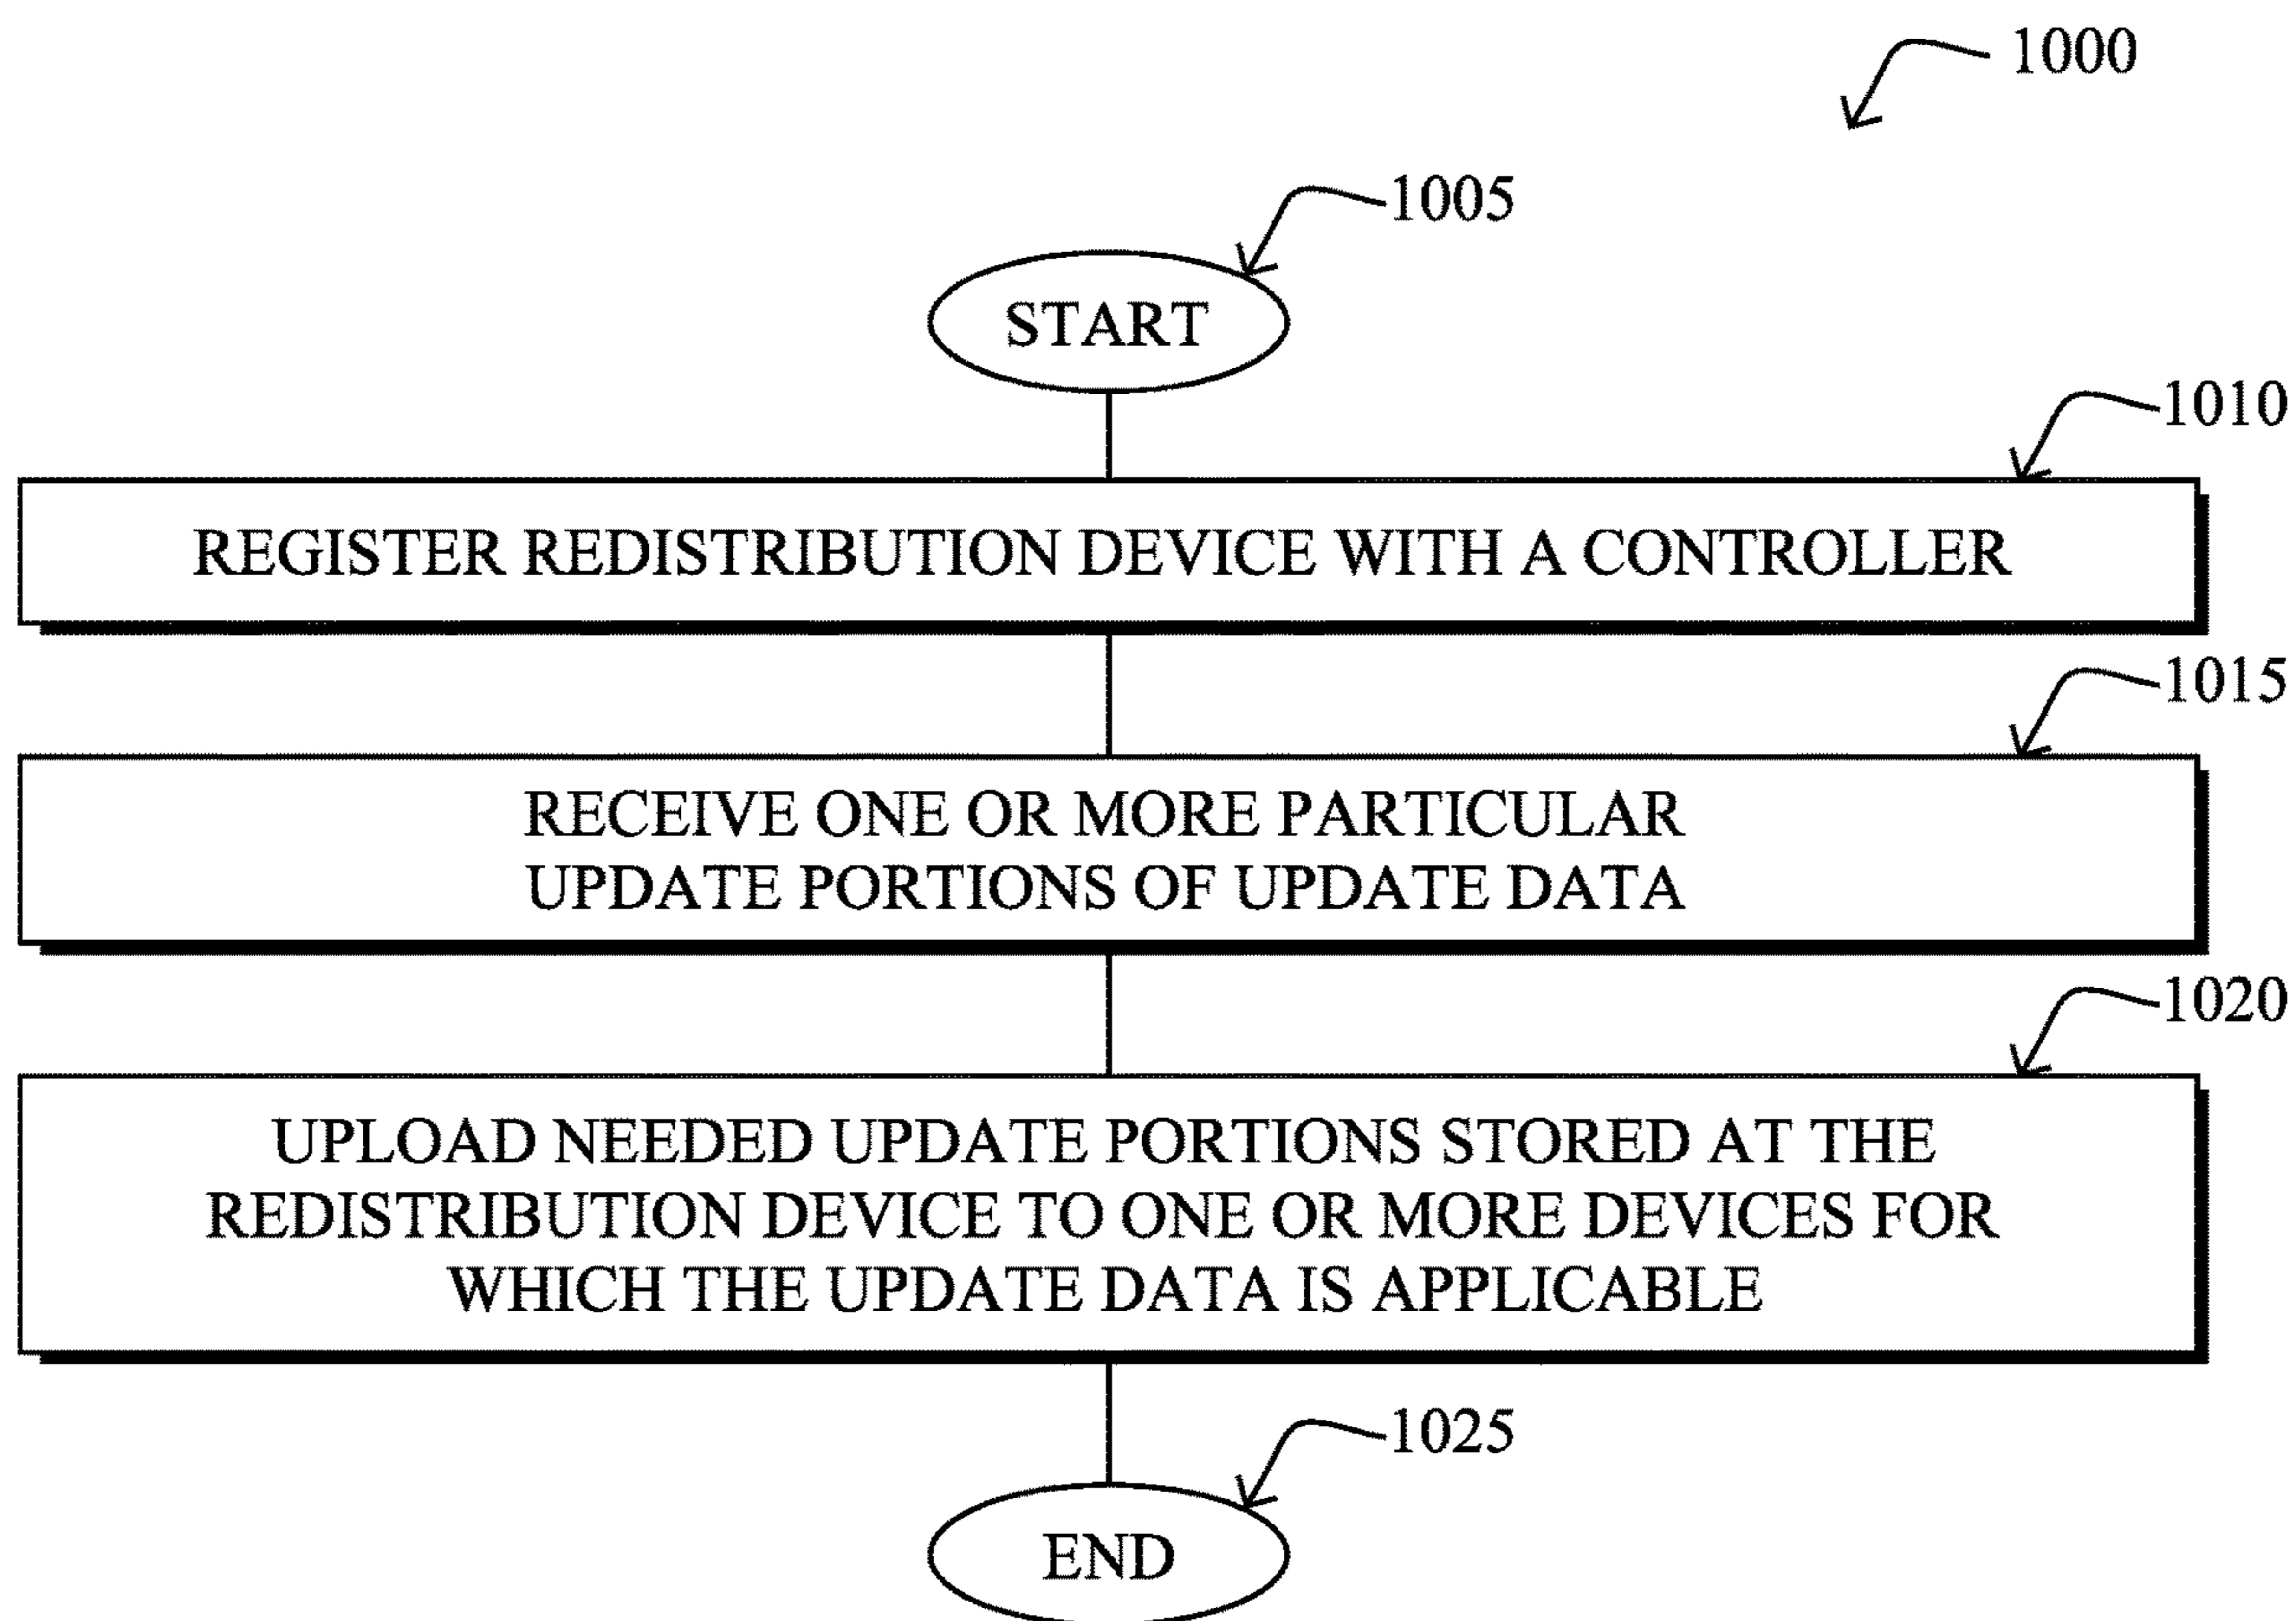 1000
1005
START
1010
REGISTER REDISTRIBUTION DEVICE WITH A CONTROLLER
1015
RECEIVE ONE OR MORE PARTICULAR
UPDATE PORTIONS OF UPDATE DATA
1020
UPLOAD NEEDED UPDATE PORTIONS STORED AT THE
REDISTRIBUTION DEVICE TO ONE OR MORE DEVICES FOR
WHICH THE UPDATE DATA IS APPLICABLE
1025
END